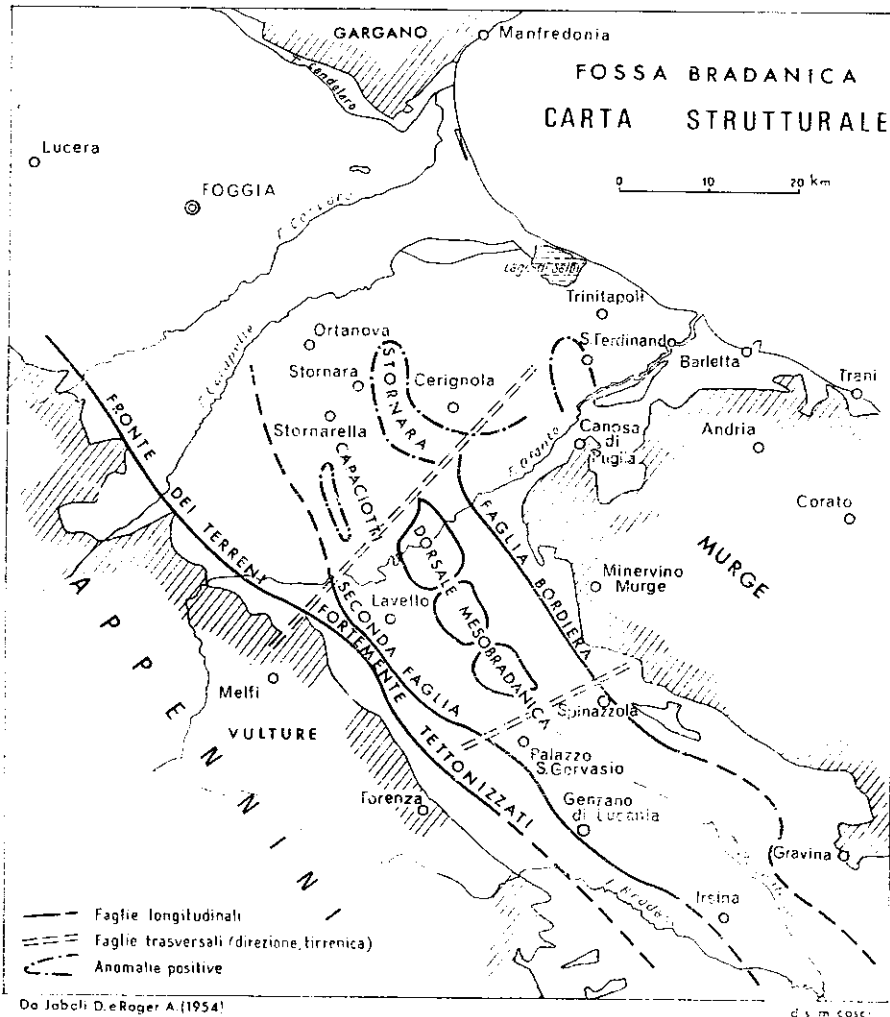 GARGANO
Manfredonia
FOSSA BRADANICA
CARTA STRUTTURALE
0 10 20 km
Lucera
FOGGIA
Trinitapoli
Ortanova
S.Ferdinando
Barletta
Stornara
STORNARA
Cerignola
Trani
Stornarella
Canosa di Puglia
Andria
CAPACIOTTI
F. Ofanto
Corato
FRONTE DEI TERRENI FORTEMENTE TETTONIZZATI
FAGLIA BORDIERA
MURGE
DORSALE MESOBRADANICA
Minervino
Murge
SECONDA FAGLIA
Lavello
APPENNINI
Melfi
VULTURE
Spinazzola
Palazzo
S.Gervasio
Forenza
Genzano
di Lucania
Gravina
Irsina
Faglie longitudinali
Faglie trasversali (direzione tirrenica)
Anomalie positive
Da Jaboli D. e Roger A. (1954)